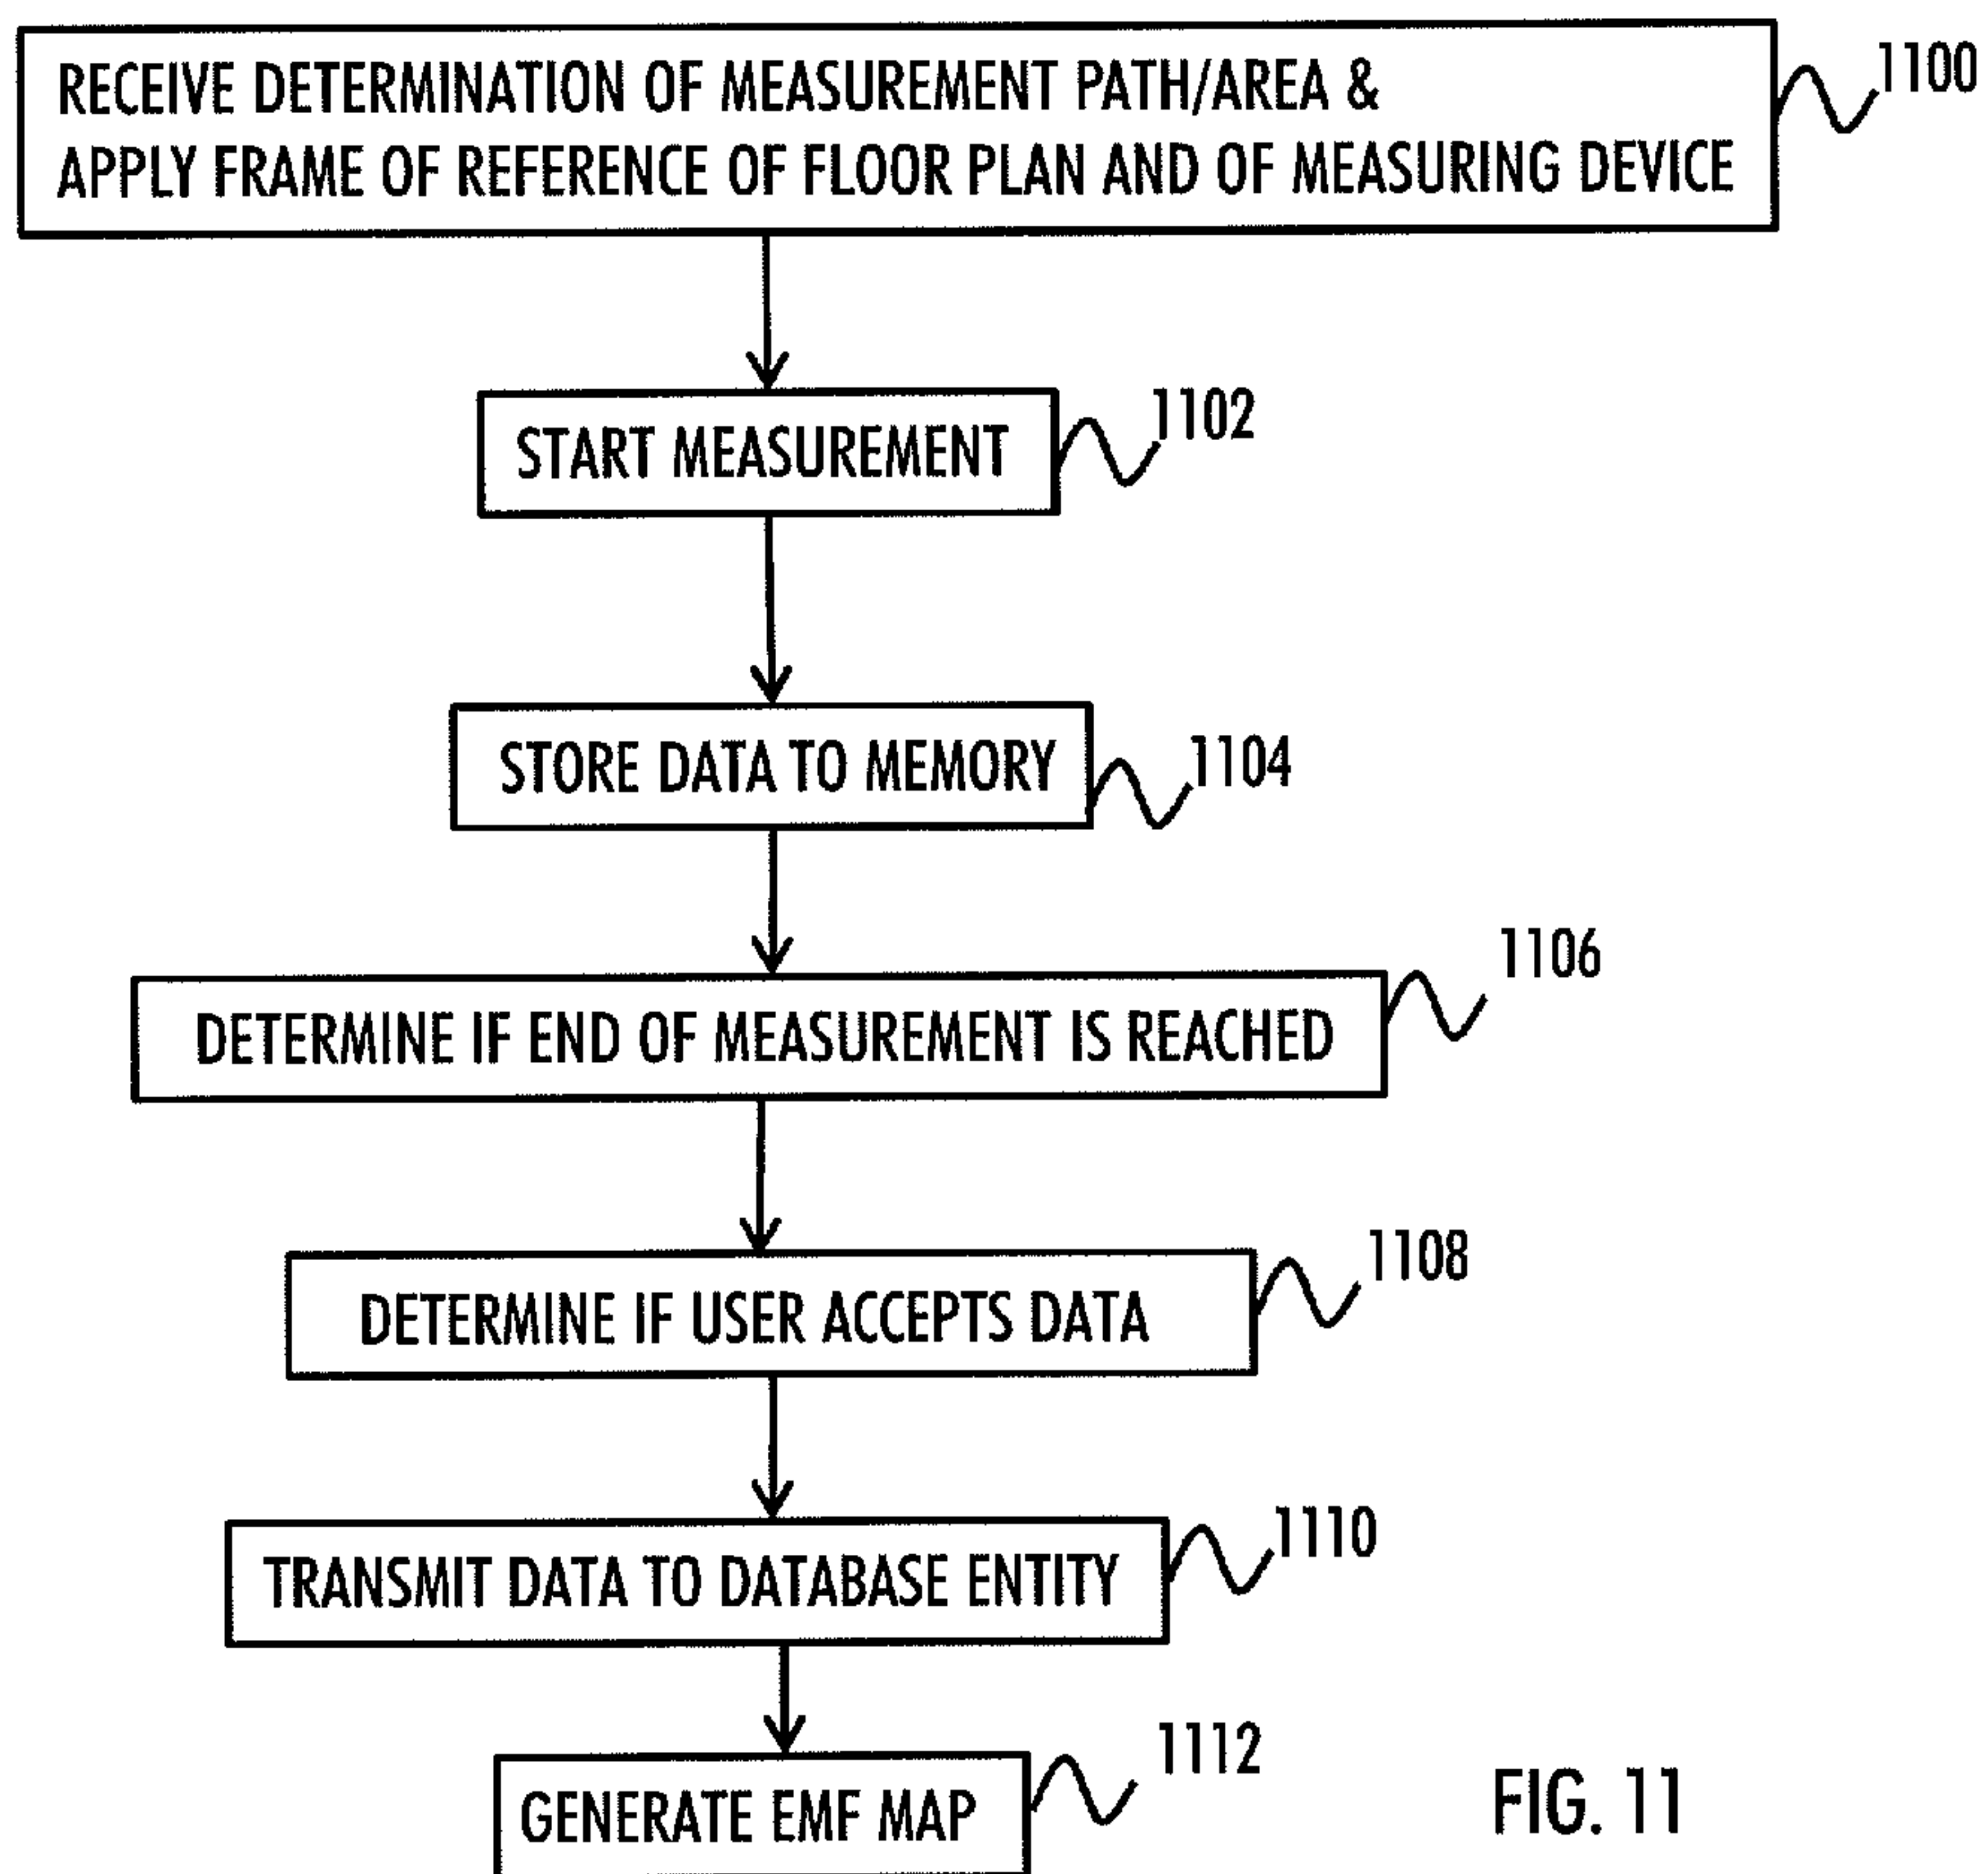 RECEIVE DETERMINATION OF MEASUREMENT PATH/AREA &
APPLY FRAME OF REFERENCE OF FLOOR PLAN AND OF MEASURING DEVICE
1100
START MEASUREMENT
1102
STORE DATA TO MEMORY
1104
DETERMINE IF END OF MEASUREMENT IS REACHED
1106
DETERMINE IF USER ACCEPTS DATA
1108
TRANSMIT DATA TO DATABASE ENTITY
1110
GENERATE EMF MAP
1112
FIG. 11